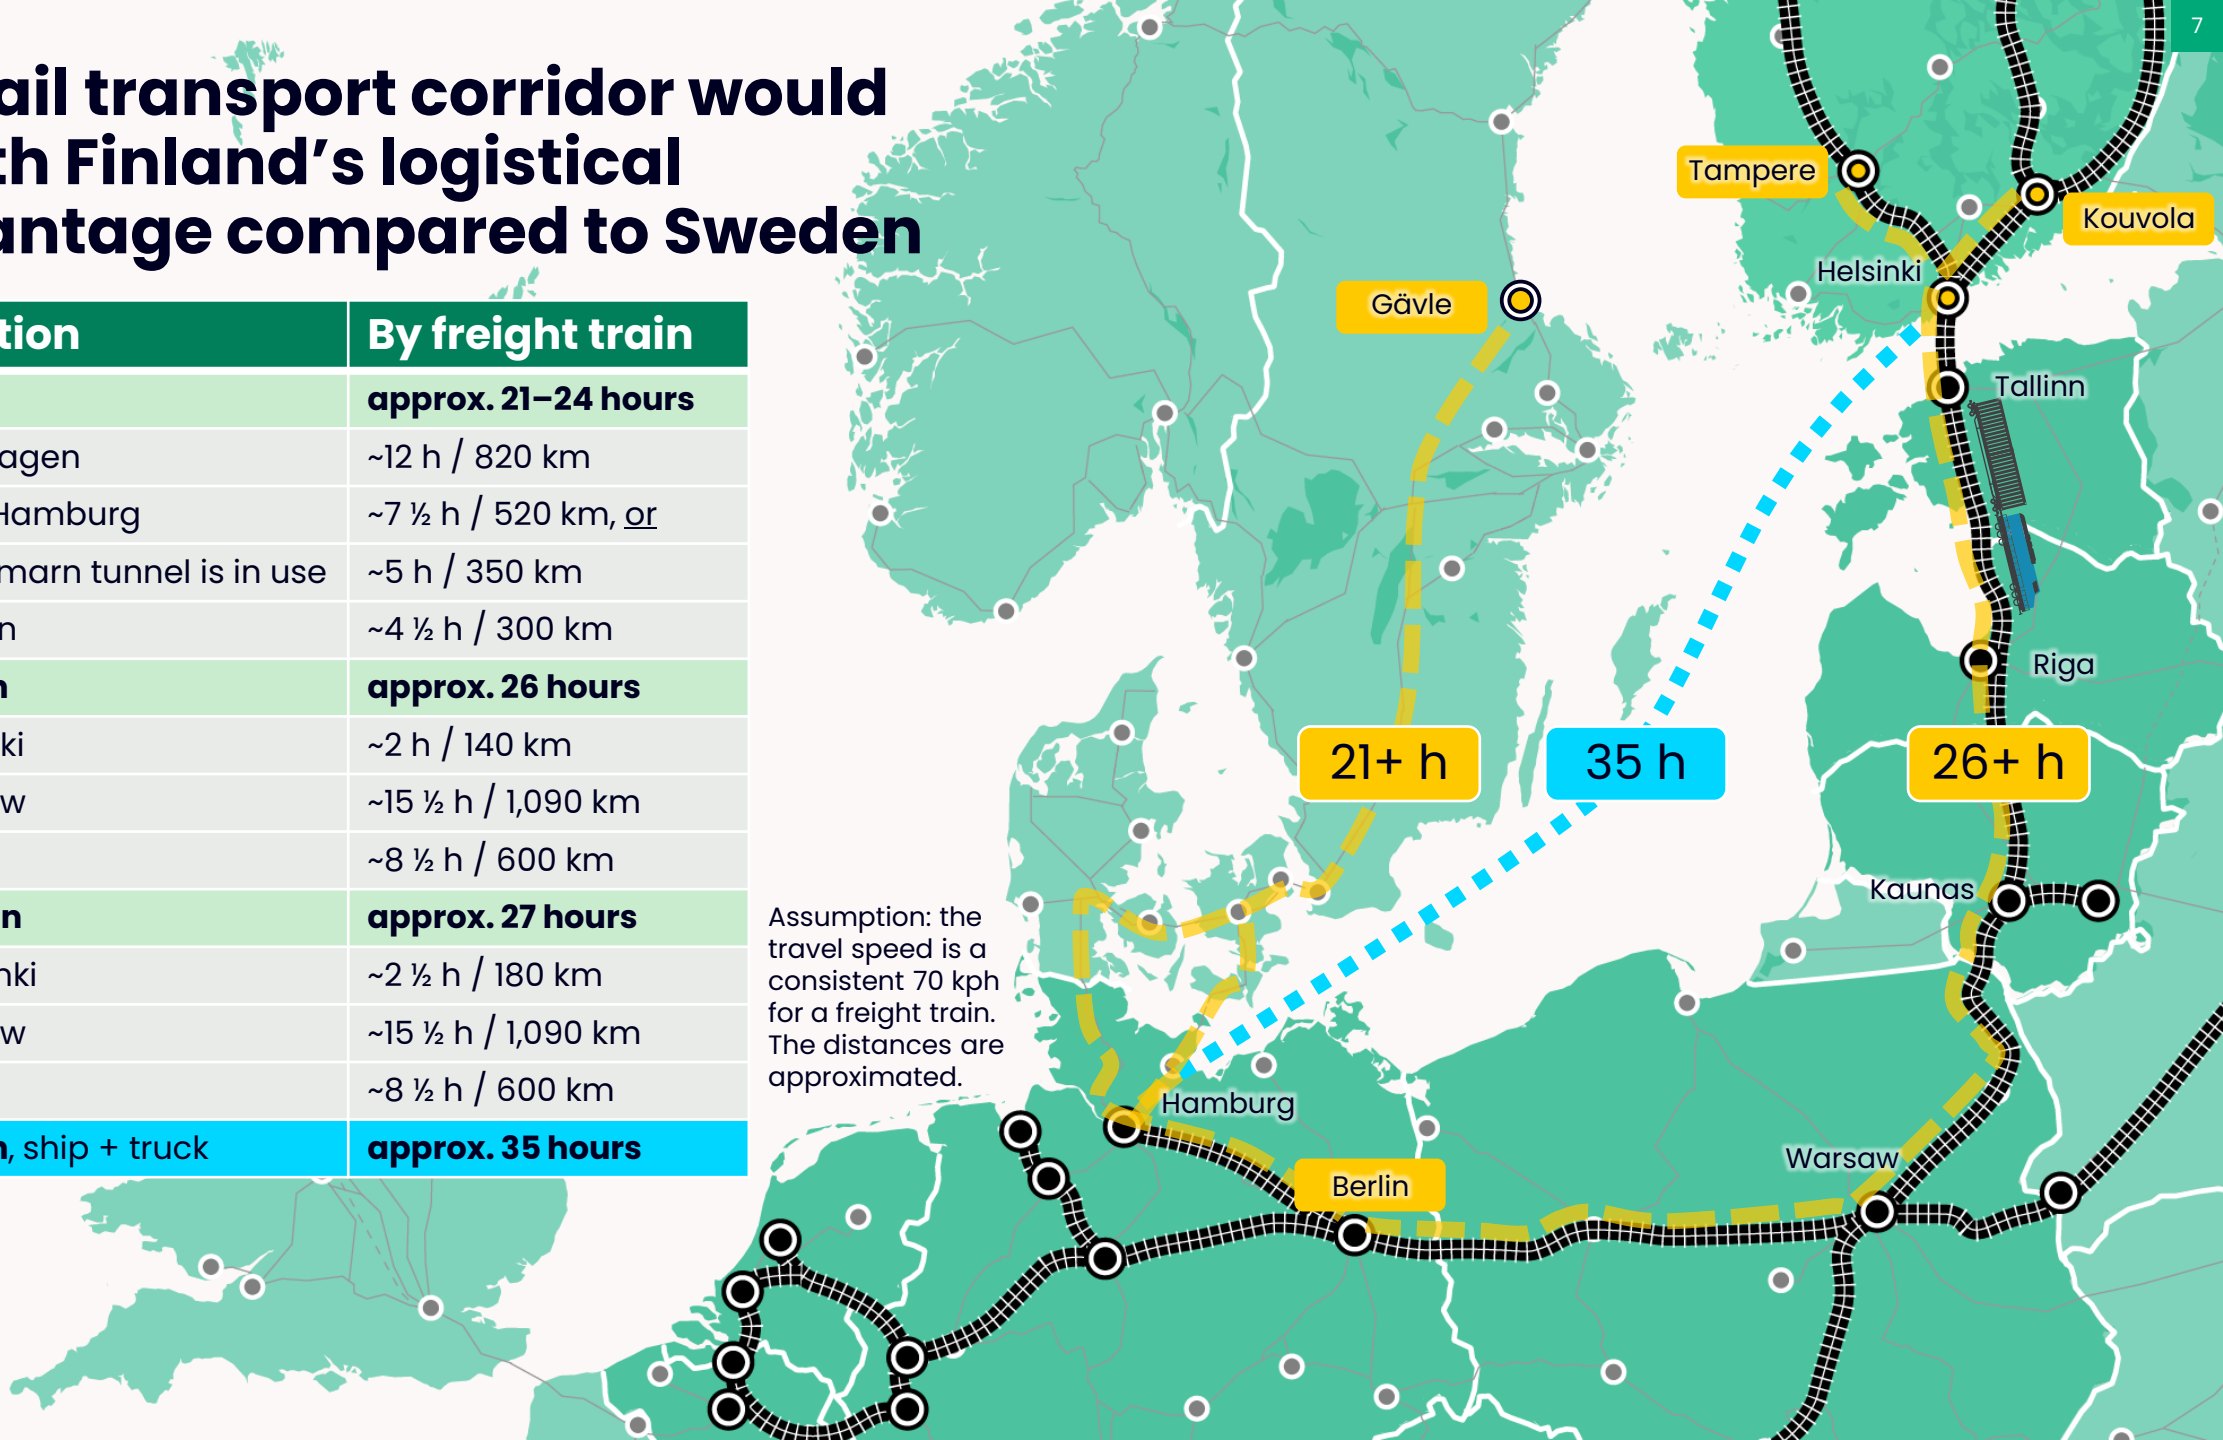 7
ail transport corridor would
th Finland's logistical
antage compared to Sweden
tion By freight train
approx. 21–24 hours
agen ~12 h / 820 km
Hamburg ~7 ½ h / 520 km, or
marn tunnel is in use ~5 h / 350 km
n ~4 ½ h / 300 km
n approx. 26 hours
ki ~2 h / 140 km
w ~15 ½ h / 1,090 km
~8 ½ h / 600 km
n approx. 27 hours
nki ~2 ½ h / 180 km
w ~15 ½ h / 1,090 km
~8 ½ h / 600 km
n, ship + truck approx. 35 hours
Assumption: the
travel speed is a
consistent 70 kph
for a freight train.
The distances are
approximated.
Tampere
Kouvola
Helsinki
Gävle
Tallinn
Riga
21+ h
35 h
26+ h
Kaunas
Hamburg
Warsaw
Berlin